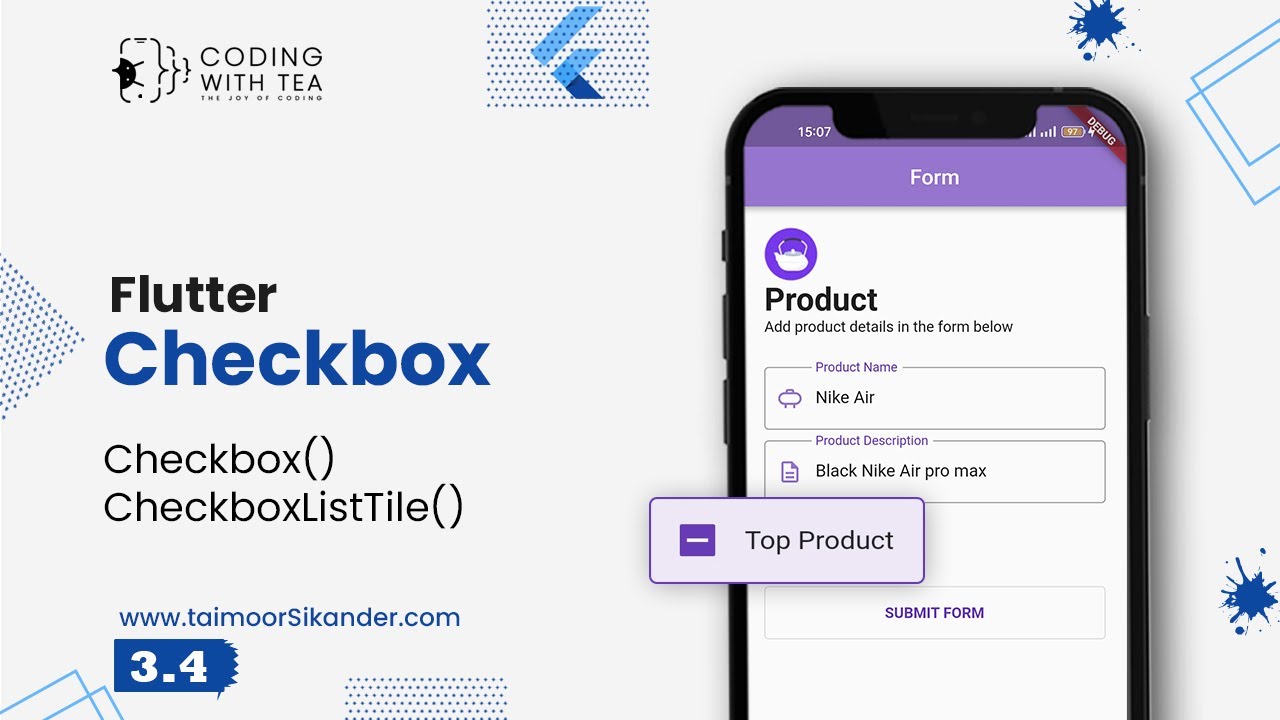 CODING
WITH TEA
THE JOY OF CODING
Flutter
Checkbox
Checkbox()
CheckboxListTile()
www.taimoorSikander.com
3.4
15:07
97
DEBUG
Form
Product
Add product details in the form below
Product Name
Nike Air
Product Description
Black Nike Air pro max
Top Product
SUBMIT FORM